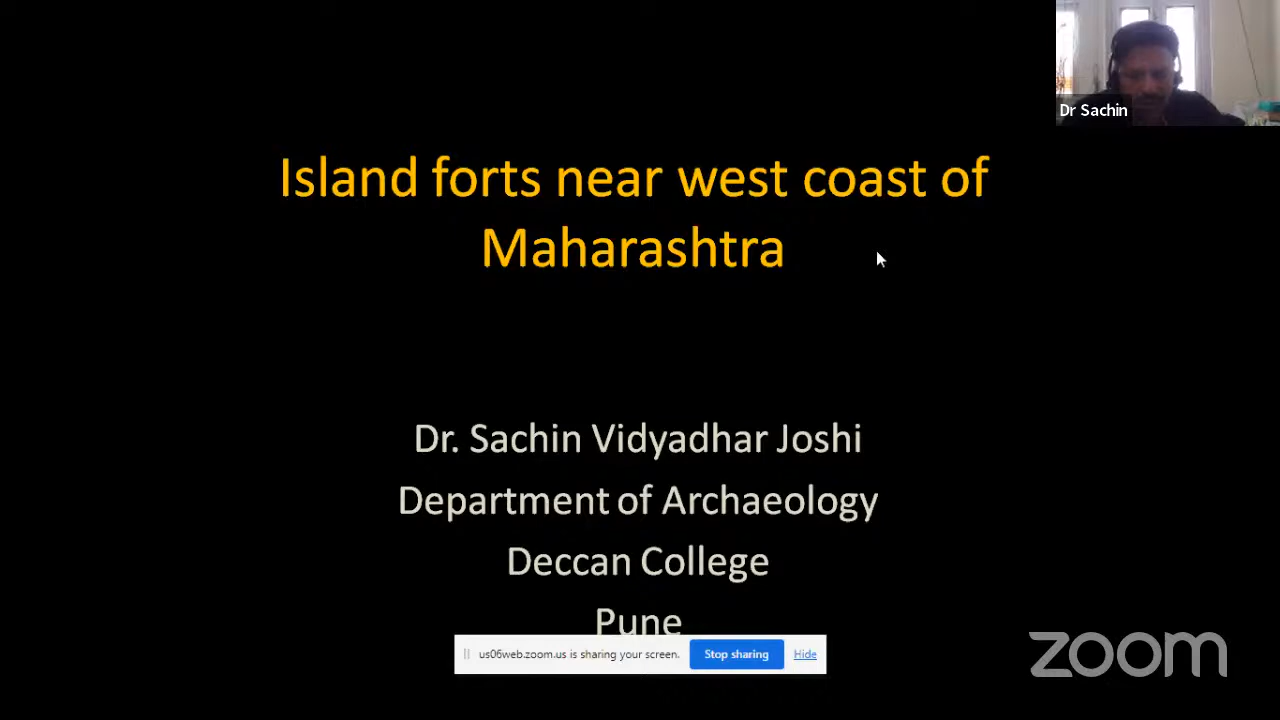 Dr Sachin
Island forts near west coast of
Maharashtra
Dr. Sachin Vidyadhar Joshi
Department of Archaeology
Deccan College
Pune
us06web.zoom.us is sharing your screen. Stop sharing Hide
zoom